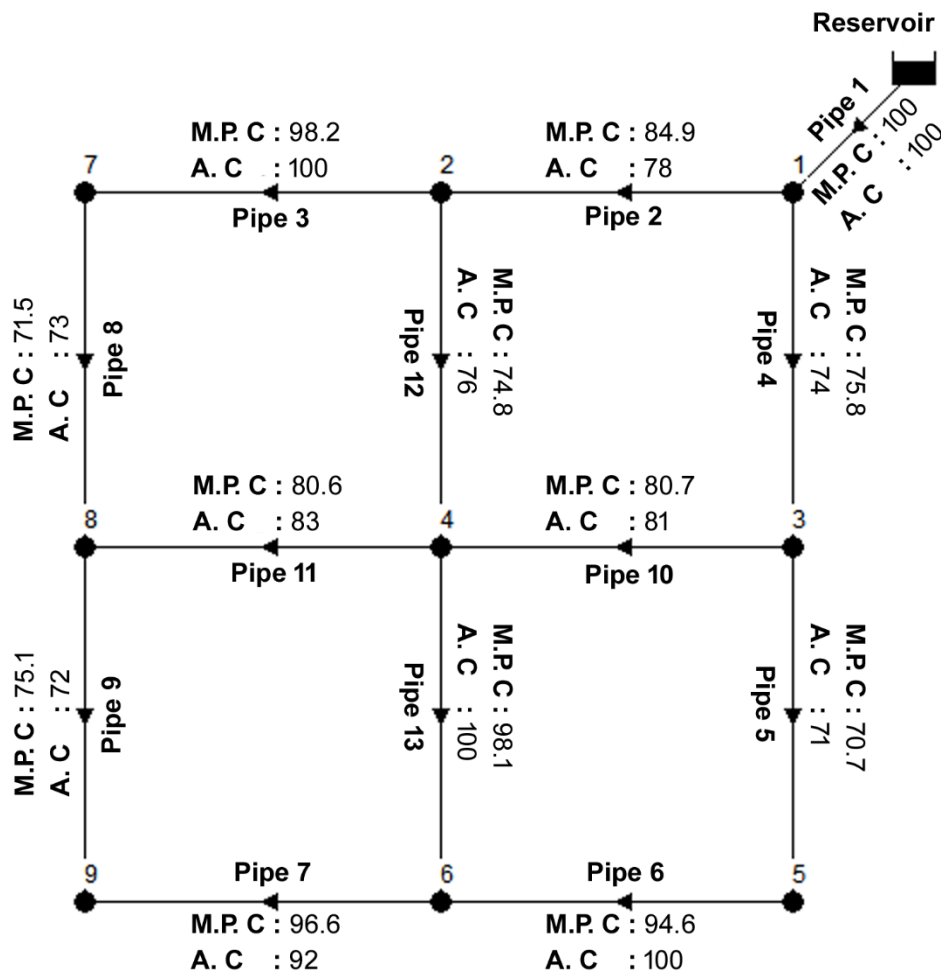 Reservoir
Pipe 1
M.P. C : 100
A. C : 100
M.P. C : 98.2
A. C : 100
Pipe 3
M.P. C : 84.9
A. C : 78
Pipe 2
7
2
1
M.P. C : 71.5
A. C : 73
Pipe 8
M.P. C : 74.8
A. C : 76
Pipe 12
M.P. C : 75.8
A. C : 74
Pipe 4
M.P. C : 80.6
A. C : 83
Pipe 11
M.P. C : 80.7
A. C : 81
Pipe 10
8
4
3
M.P. C : 75.1
A. C : 72
Pipe 9
M.P. C : 98.1
A. C : 100
Pipe 13
M.P. C : 70.7
A. C : 71
Pipe 5
9
6
5
Pipe 7
M.P. C : 96.6
A. C : 92
Pipe 6
M.P. C : 94.6
A. C : 100